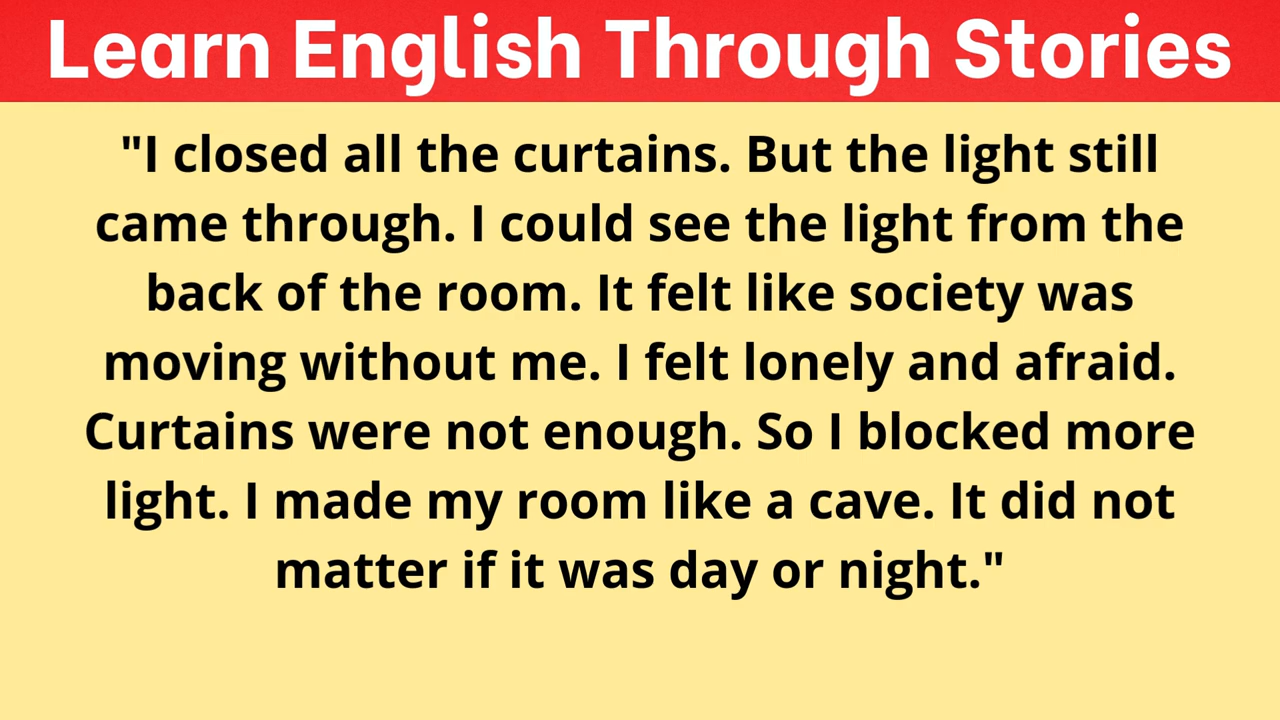 Learn English Through Stories
"I closed all the curtains. But the light still
came through. I could see the light from the
back of the room. It felt like society was
moving without me. I felt lonely and afraid.
Curtains were not enough. So I blocked more
light. I made my room like a cave. It did not
matter if it was day or night."